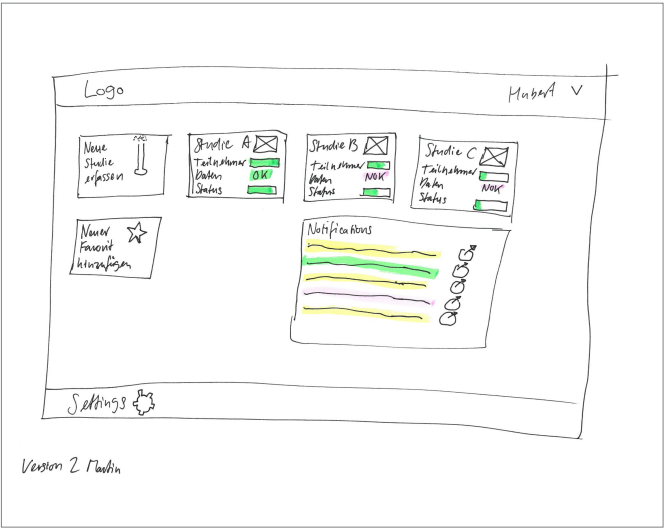 Logo
Hubert V
Neue
Studie
erfassen
Studie A
Teilnehmer
Daten OK
Status
Studie B
Teilnehmer
Daten NOK
Status
Studie C
Teilnehmer
Daten NOK
Status
Neuer
Favorit
hinzufügen
Notifications
Settings
Version 2 Martin